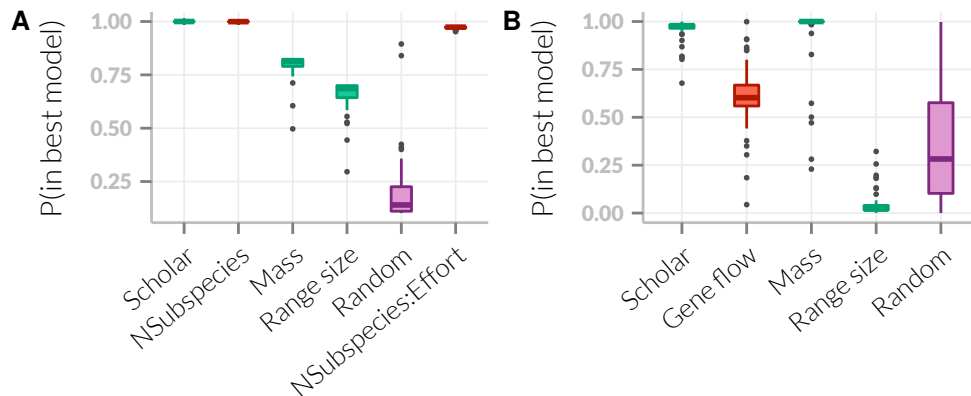 A
P(in best model)
1.00
0.75
0.50
0.25
Scholar
NSubspecies
Mass
Range size
Random
NSubspecies:Effort
B
P(in best model)
1.00
0.75
0.50
0.25
0.00
Scholar
Gene flow
Mass
Range size
Random